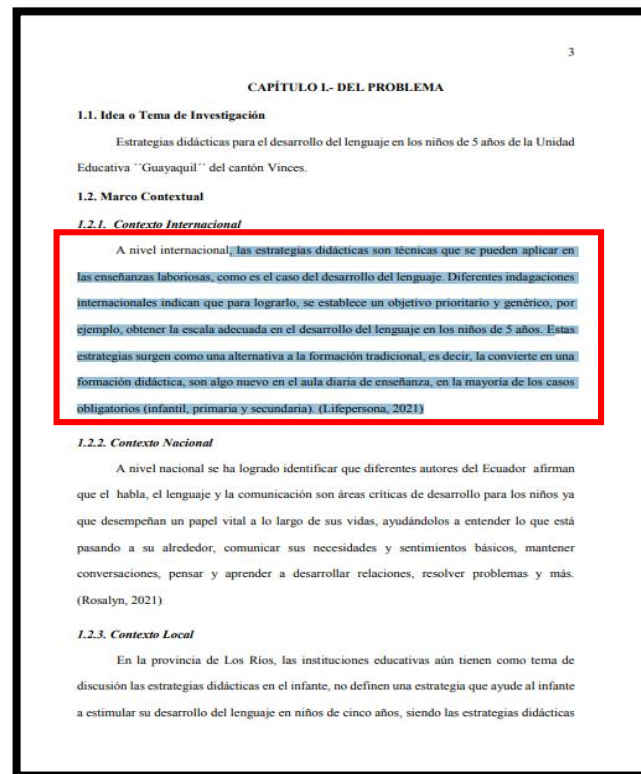 3
CAPÍTULO I.- DEL PROBLEMA
1.1. Idea o Tema de Investigación
Estrategias didácticas para el desarrollo del lenguaje en los niños de 5 años de la Unidad
Educativa ´´Guayaquil´´ del cantón Vinces.
1.2. Marco Contextual
1.2.1. Contexto Internacional
A nivel internacional, las estrategias didácticas son técnicas que se pueden aplicar en
las enseñanzas laboriosas, como es el caso del desarrollo del lenguaje. Diferentes indagaciones
internacionales indican que para lograrlo, se establece un objetivo prioritario y genérico, por
ejemplo, obtener la escala adecuada en el desarrollo del lenguaje en los niños de 5 años. Estas
estrategias surgen como una alternativa a la formación tradicional, es decir, la convierte en una
formación didáctica, son algo nuevo en el aula diaria de enseñanza, en la mayoría de los casos
obligatorios (infantil, primaria y secundaria). (Lifepersona, 2021)
1.2.2. Contexto Nacional
A nivel nacional se ha logrado identificar que diferentes autores del Ecuador afirman
que el habla, el lenguaje y la comunicación son áreas críticas de desarrollo para los niños ya
que desempeñan un papel vital a lo largo de sus vidas, ayudándolos a entender lo que está
pasando a su alrededor, comunicar sus necesidades y sentimientos básicos, mantener
conversaciones, pensar y aprender a desarrollar relaciones, resolver problemas y más.
(Rosalyn, 2021)
1.2.3. Contexto Local
En la provincia de Los Ríos, las instituciones educativas aún tienen como tema de
discusión las estrategias didácticas en el infante, no definen una estrategia que ayude al infante
a estimular su desarrollo del lenguaje en niños de cinco años, siendo las estrategias didácticas